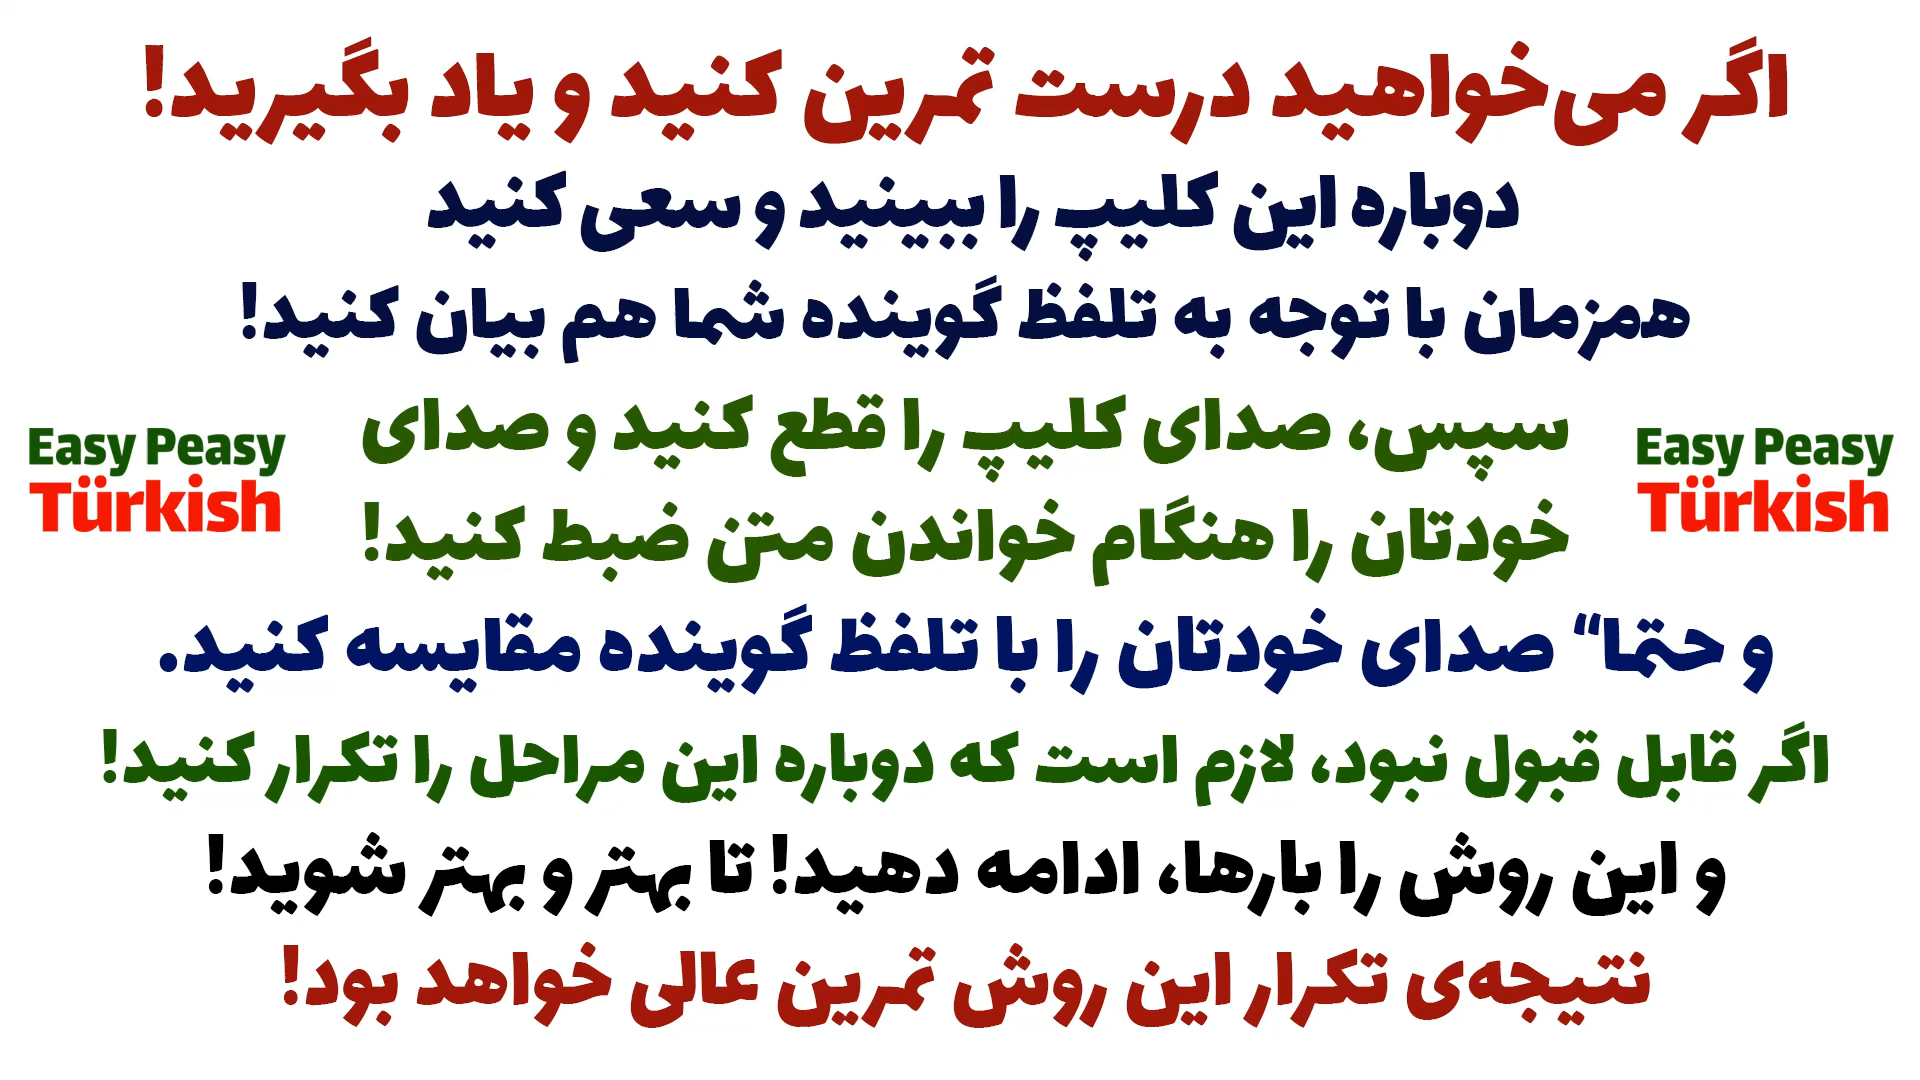 اگر می‌خواهید درست تمرین کنید و یاد بگیرید!
دوباره این کلیپ را ببینید و سعی کنید
همزمان با توجه به تلفظ گوینده شما هم بیان کنید!
سپس، صدای کلیپ را قطع کنید و صدای
خودتان را هنگام خواندن متن ضبط کنید!
Easy Peasy
Türkish
Easy Peasy
Türkish
و حتما“ صدای خودتان را با تلفظ گوینده مقایسه کنید.
اگر قابل قبول نبود، لازم است که دوباره این مراحل را تکرار کنید!
و این روش را بارها، ادامه دهید! تا بهتر و بهتر شوید!
نتیجه‌ی تکرار این روش تمرین عالی خواهد بود!